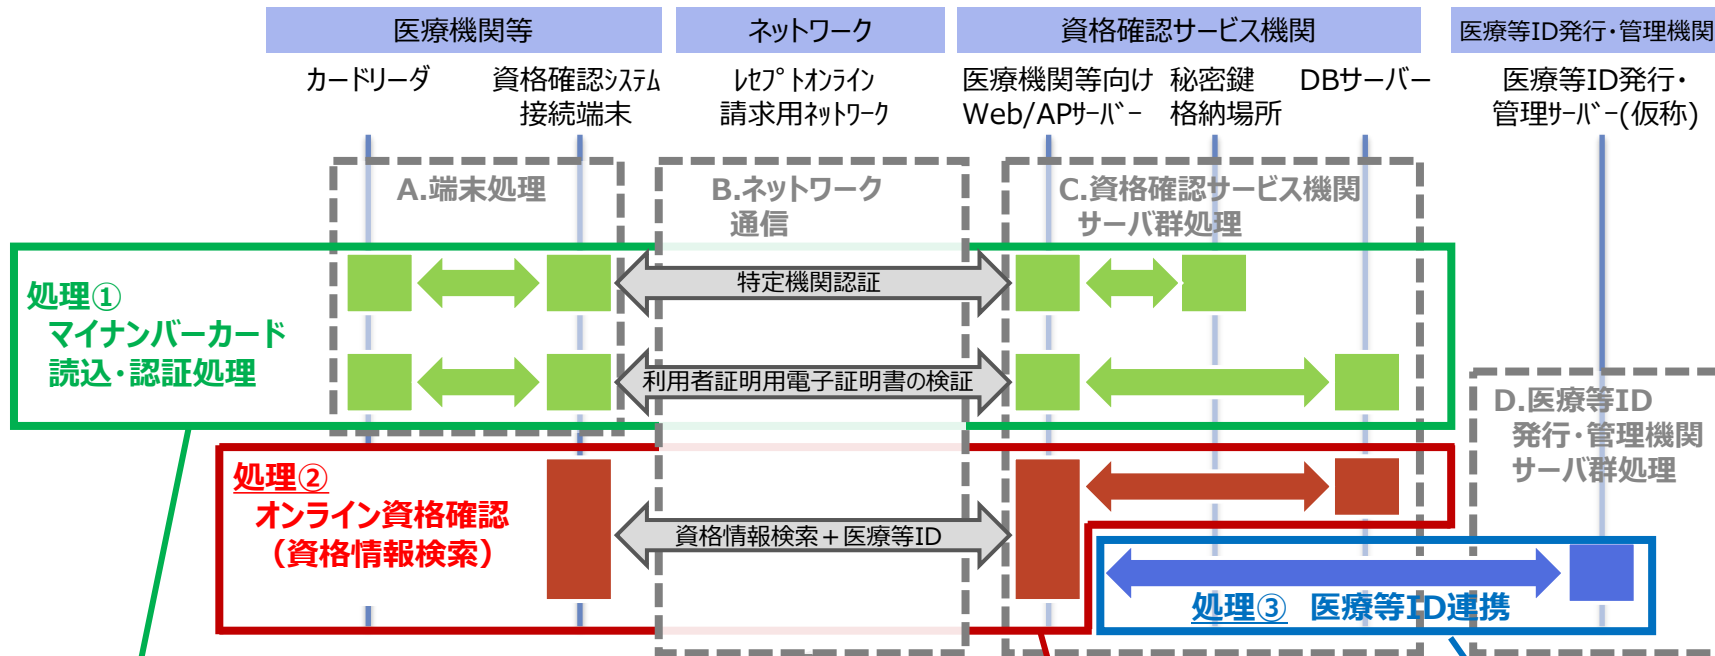 医療機関等
ネットワーク
資格確認サービス機関
医療等ID発行・管理機関
カードリーダ
資格確認ｼｽﾃﾑ
接続端末
ﾚｾﾌﾟﾄオンライン
請求用ﾈｯﾄﾜｰｸ
医療機関等向け
Web/APｻｰﾊﾞｰ
秘密鍵
格納場所
DBサーバー
医療等ID発行・
管理ｻｰﾊﾞｰ(仮称)
A.端末処理
B.ネットワーク
通信
C.資格確認サービス機関
サーバ群処理
処理①
マイナンバーカード
読込・認証処理
特定機関認証
利用者証明用電子証明書の検証
D.医療等ID
発行・管理機関
サーバ群処理
処理②
オンライン資格確認
（資格情報検索）
資格情報検索＋医療等ID
処理③ 医療等ID連携